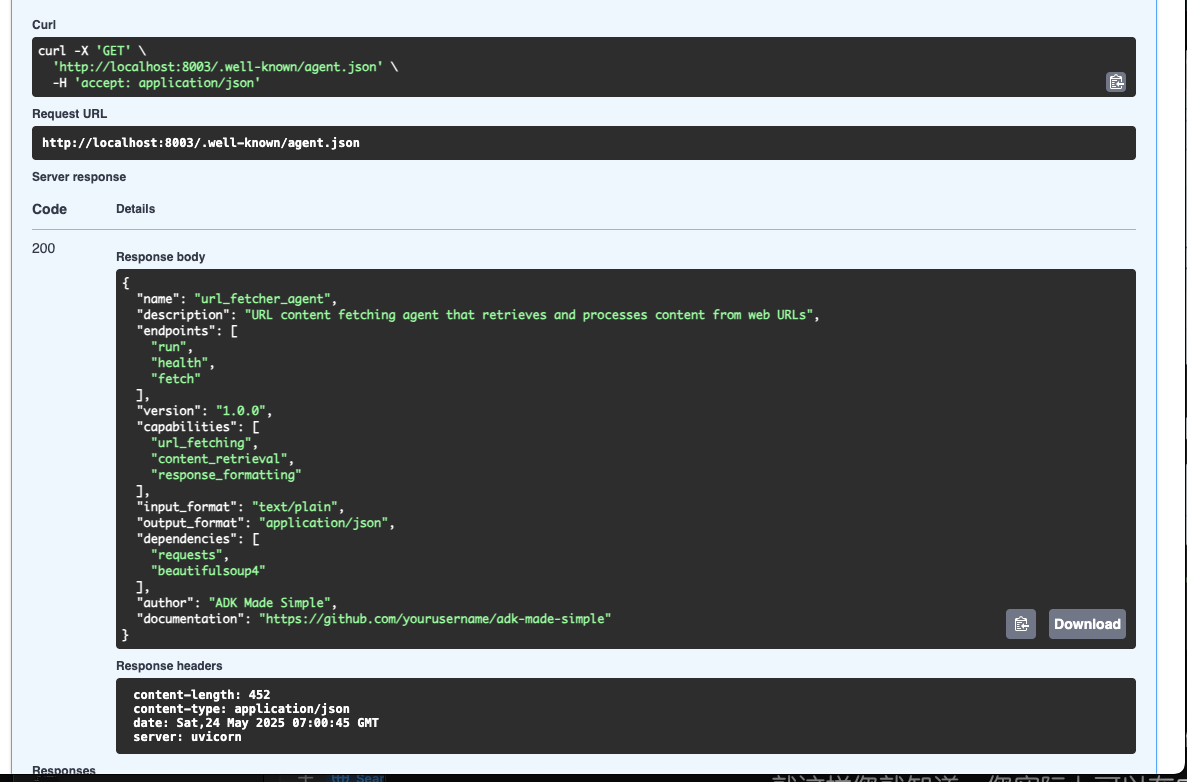 Curl
curl -X 'GET' \
  'http://localhost:8003/.well-known/agent.json' \
  -H 'accept: application/json'
Request URL
http://localhost:8003/.well-known/agent.json
Server response
Code Details
200
Response body
{
  "name": "url_fetcher_agent",
  "description": "URL content fetching agent that retrieves and processes content from web URLs",
  "endpoints": [
    "run",
    "health",
    "fetch"
  ],
  "version": "1.0.0",
  "capabilities": [
    "url_fetching",
    "content_retrieval",
    "response_formatting"
  ],
  "input_format": "text/plain",
  "output_format": "application/json",
  "dependencies": [
    "requests",
    "beautifulsoup4"
  ],
  "author": "ADK Made Simple",
  "documentation": "https://github.com/yourusername/adk-made-simple"
}
Download
Response headers
content-length: 452
content-type: application/json
date: Sat,24 May 2025 07:00:45 GMT
server: uvicorn
Responses